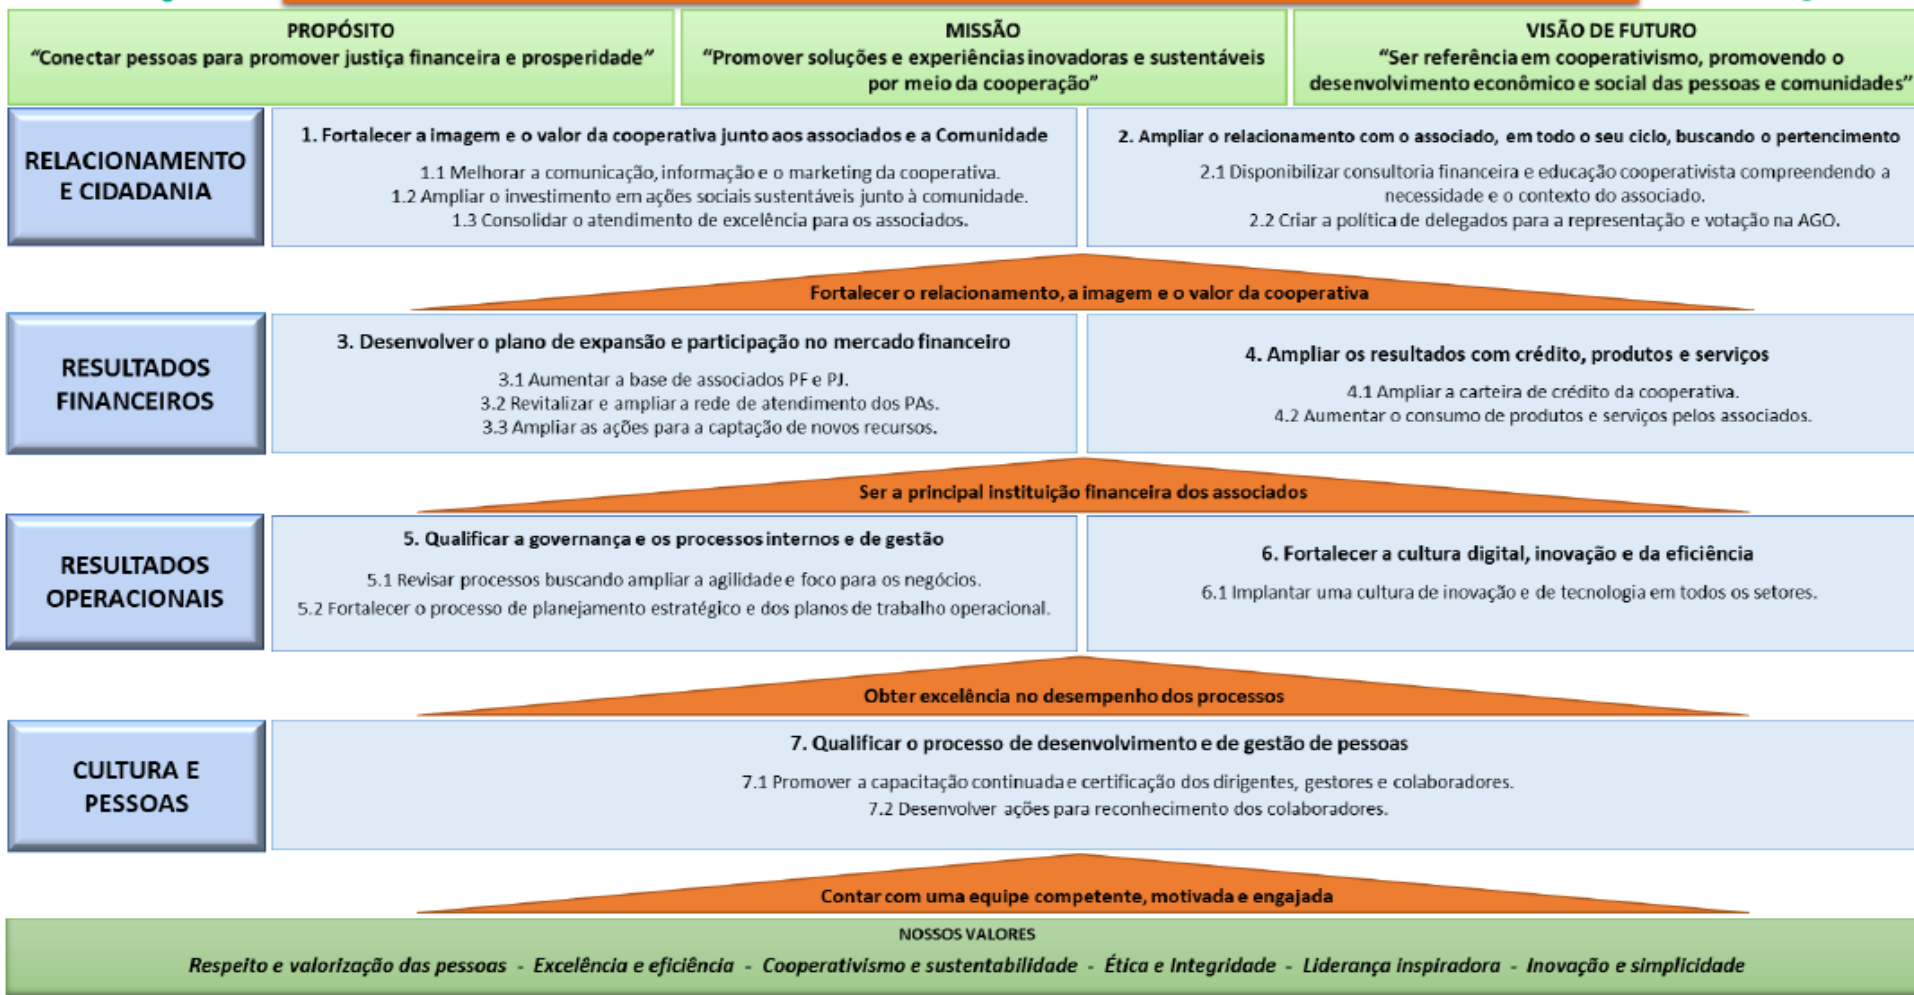 PROPÓSITO
“Conectar pessoas para promover justiça financeira e prosperidade”
MISSÃO
“Promover soluções e experiências inovadoras e sustentáveis
por meio da cooperação”
VISÃO DE FUTURO
“Ser referência em cooperativismo, promovendo o
desenvolvimento econômico e social das pessoas e comunidades”
RELACIONAMENTO
E CIDADANIA
1. Fortalecer a imagem e o valor da cooperativa junto aos associados e a Comunidade
1.1 Melhorar a comunicação, informação e o marketing da cooperativa.
1.2 Ampliar o investimento em ações sociais sustentáveis junto à comunidade.
1.3 Consolidar o atendimento de excelência para os associados.
2. Ampliar o relacionamento com o associado, em todo o seu ciclo, buscando o pertencimento
2.1 Disponibilizar consultoria financeira e educação cooperativista compreendendo a
necessidade e o contexto do associado.
2.2 Criar a política de delegados para a representação e votação na AGO.
Fortalecer o relacionamento, a imagem e o valor da cooperativa
RESULTADOS
FINANCEIROS
3. Desenvolver o plano de expansão e participação no mercado financeiro
3.1 Aumentar a base de associados PF e PJ.
3.2 Revitalizar e ampliar a rede de atendimento dos PAs.
3.3 Ampliar as ações para a captação de novos recursos.
4. Ampliar os resultados com crédito, produtos e serviços
4.1 Ampliar a carteira de crédito da cooperativa.
4.2 Aumentar o consumo de produtos e serviços pelos associados.
Ser a principal instituição financeira dos associados
RESULTADOS
OPERACIONAIS
5. Qualificar a governança e os processos internos e de gestão
5.1 Revisar processos buscando ampliar a agilidade e foco para os negócios.
5.2 Fortalecer o processo de planejamento estratégico e dos planos de trabalho operacional.
6. Fortalecer a cultura digital, inovação e da eficiência
6.1 Implantar uma cultura de inovação e de tecnologia em todos os setores.
Obter excelência no desempenho dos processos
CULTURA E
PESSOAS
7. Qualificar o processo de desenvolvimento e de gestão de pessoas
7.1 Promover a capacitação continuada e certificação dos dirigentes, gestores e colaboradores.
7.2 Desenvolver ações para reconhecimento dos colaboradores.
Contar com uma equipe competente, motivada e engajada
NOSSOS VALORES
Respeito e valorização das pessoas - Excelência e eficiência - Cooperativismo e sustentabilidade - Ética e Integridade - Liderança inspiradora - Inovação e simplicidade